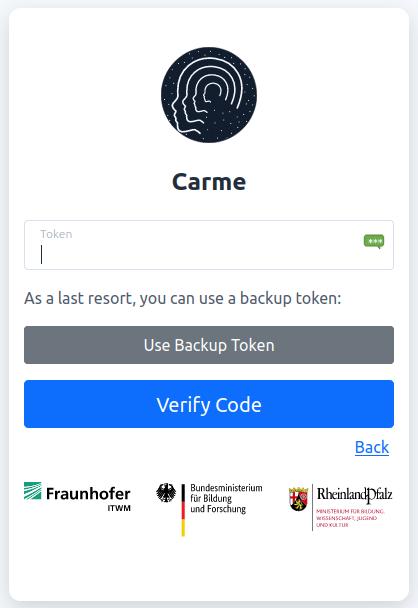 Carme
Token
***
As a last resort, you can use a backup token:
Use Backup Token
Verify Code
Back
Fraunhofer
ITWM
Bundesministerium
für Bildung
und Forschung
RheinlandPfalz
MINISTERIUM FÜR BILDUNG,
WISSENSCHAFT, JUGEND
UND KULTUR